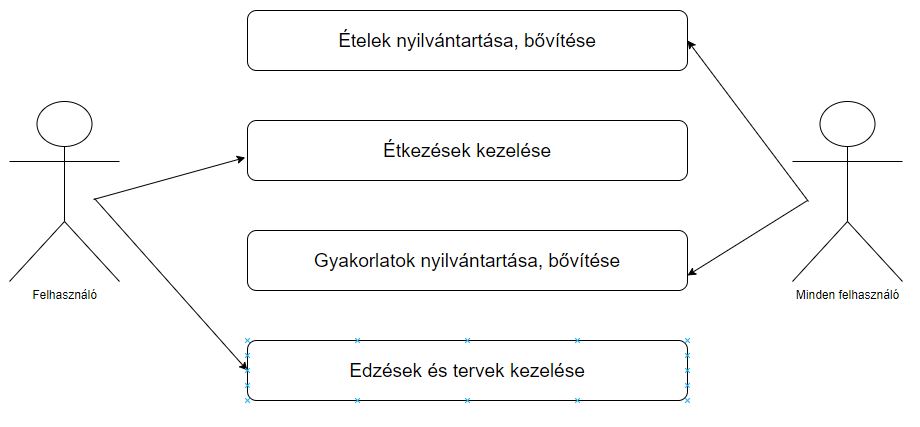 Ételek nyilvántartása, bővítése
Étkezések kezelése
Gyakorlatok nyilvántartása, bővítése
Felhasználó
Minden felhasználó
Edzések és tervek kezelése